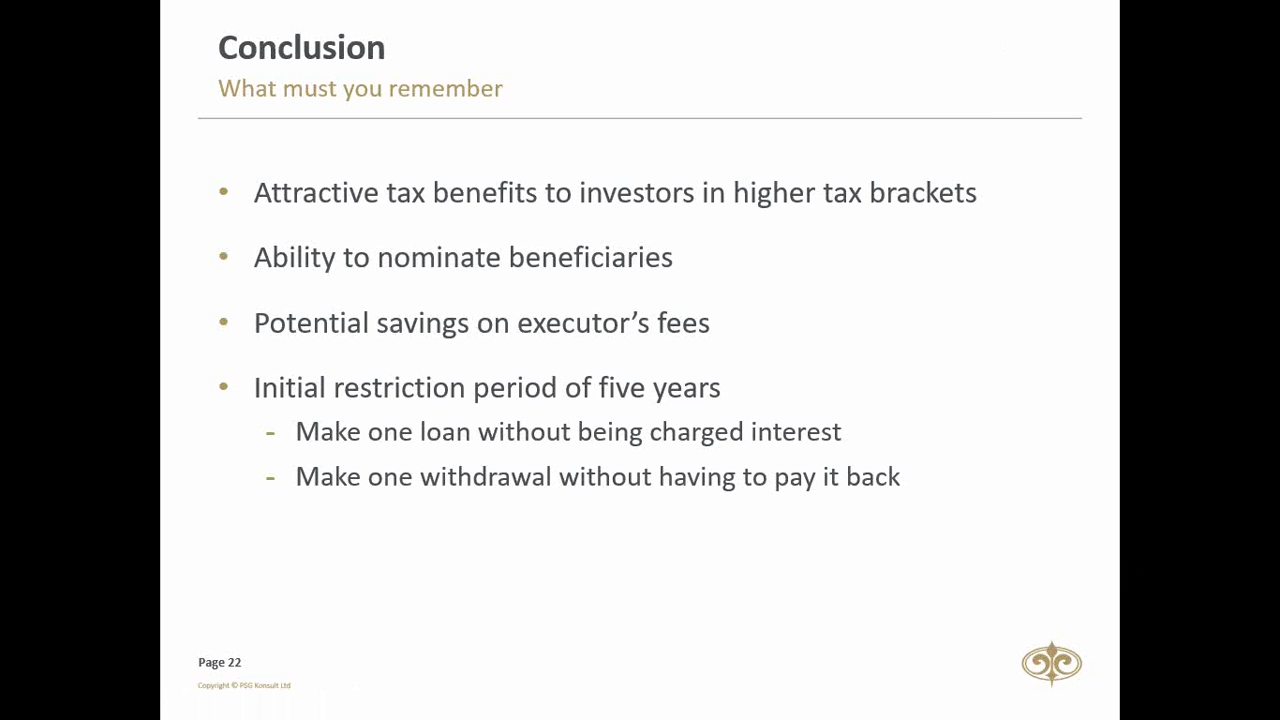 Conclusion
What must you remember
• Attractive tax benefits to investors in higher tax brackets
• Ability to nominate beneficiaries
• Potential savings on executor’s fees
• Initial restriction period of five years
- Make one loan without being charged interest
- Make one withdrawal without having to pay it back
Page 22
Copyright © PSG Konsult Ltd